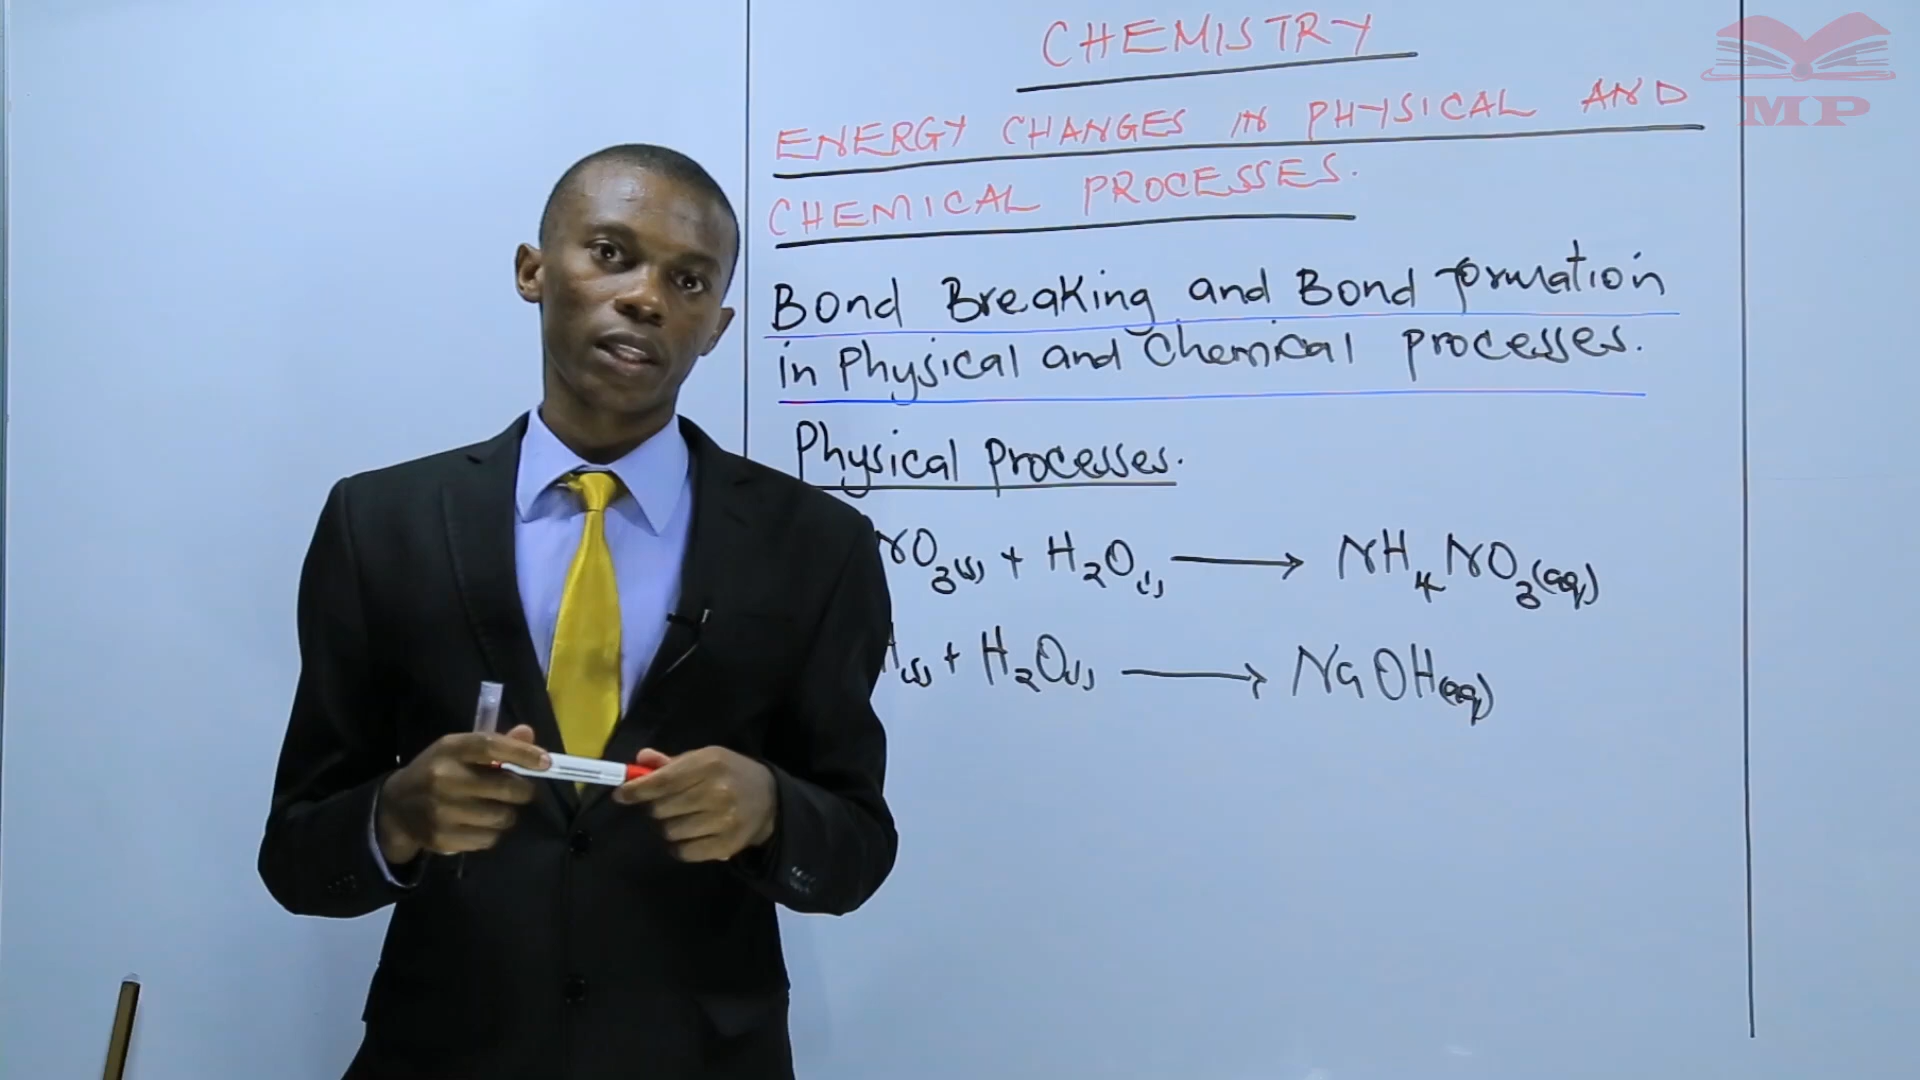 CHEMISTRY
MP
ENERGY CHANGES IN PHYSICAL AND
CHEMICAL PROCESSES.
Bond Breaking and Bond formation
in Physical and Chemical processes.
Physical processes.
NO₃(s) + H₂O(l) ⟶ NH₄NO₃(aq)
H(s) + H₂O(l) ⟶ NaOH(aq)